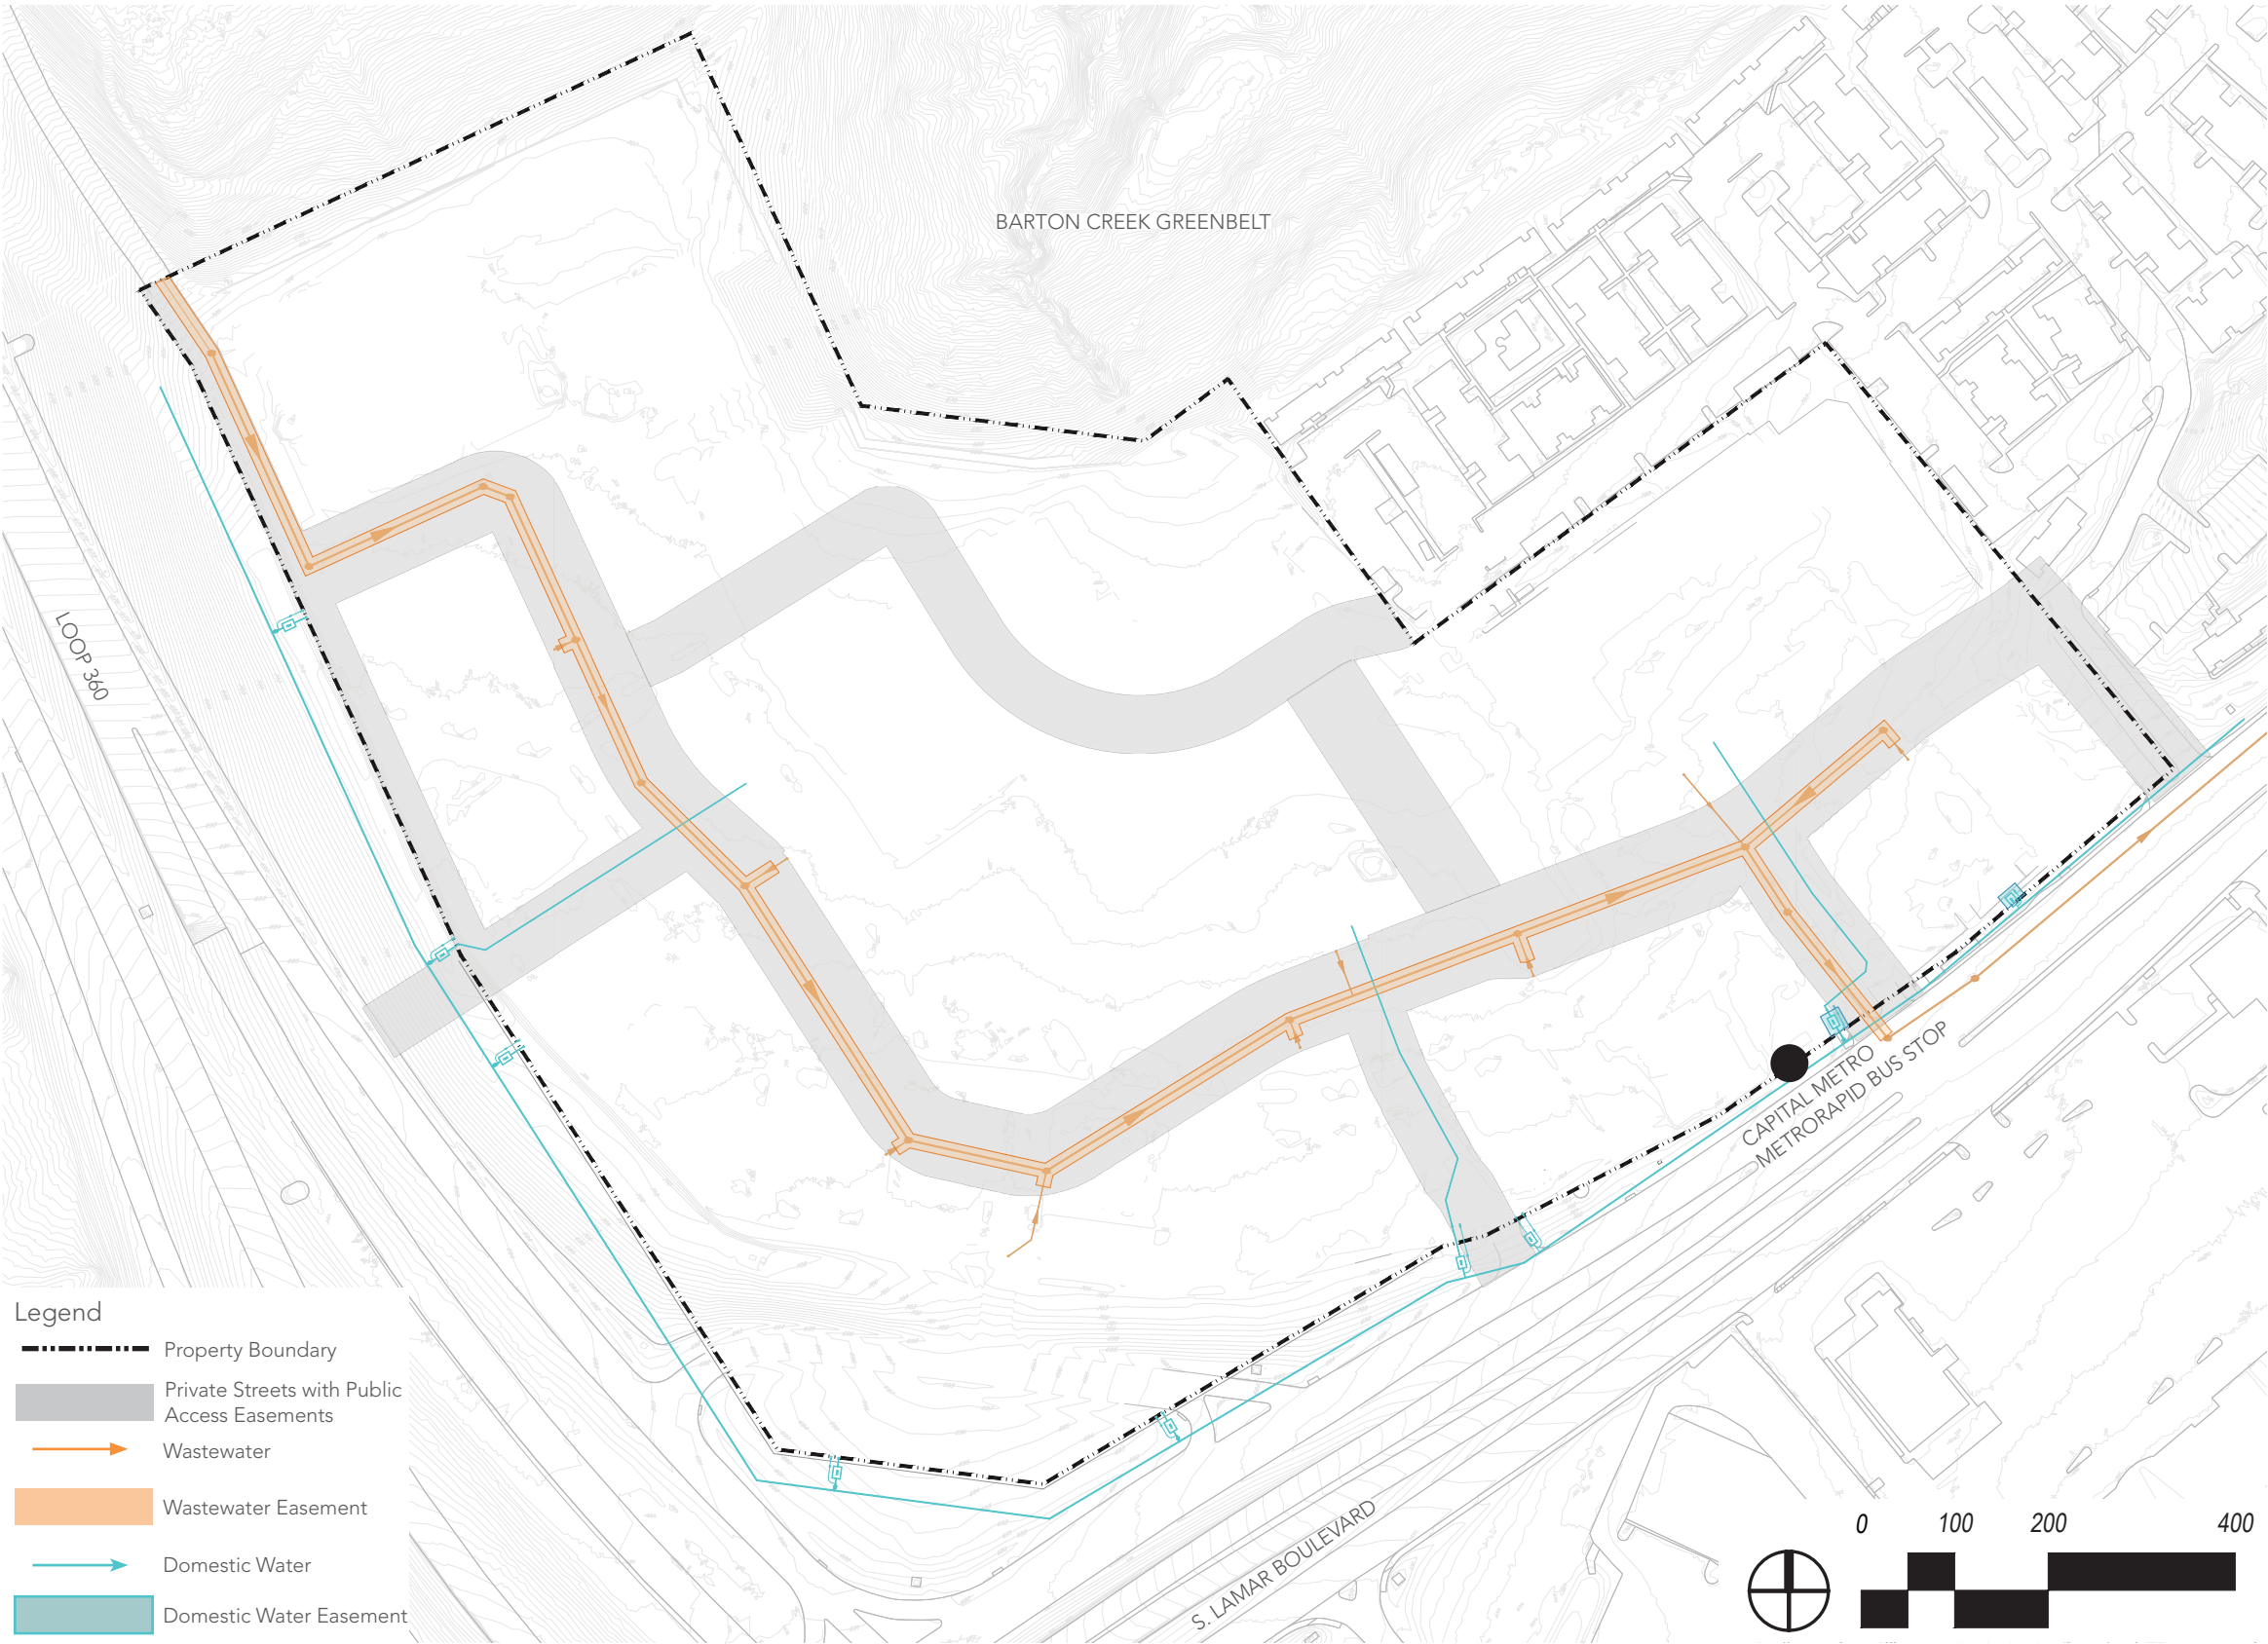 BARTON CREEK GREENBELT
LOOP 360
CAPITAL METRO
METRORAPID BUS STOP
S. LAMAR BOULEVARD
Legend
Property Boundary
Private Streets with Public
Access Easements
Wastewater
Wastewater Easement
Domestic Water
Domestic Water Easement
0 100 200 400